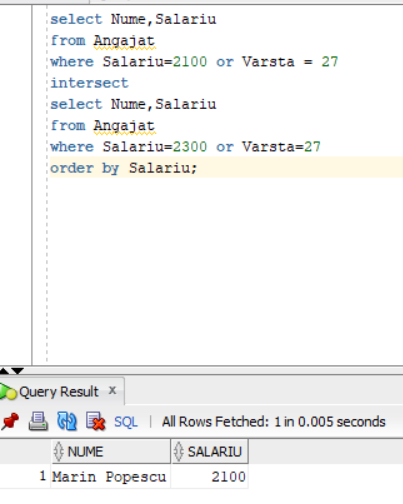 select Nume,Salariu
from Angajat
where Salariu=2100 or Varsta = 27
intersect
select Nume,Salariu
from Angajat
where Salariu=2300 or Varsta=27
order by Salariu;
Query Result x
SQL | All Rows Fetched: 1 in 0.005 seconds
NUME SALARIU
1 Marin Popescu 2100